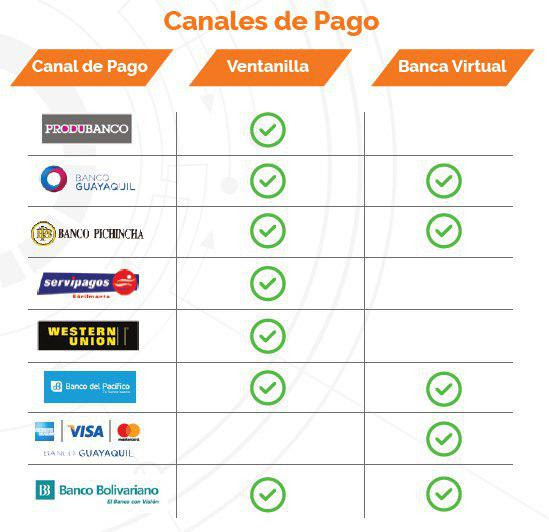 Canales de Pago
Canal de Pago Ventanilla Banca Virtual
PRODUBANCO
BANCO
GUAYAQUIL
BANCO PICHINCHA
servipagos
Fácilmente
WESTERN
UNION
Banco del Pacífico
VISA mastercard
BANCO GUAYAQUIL
Banco Bolivariano
El Banco con Visión